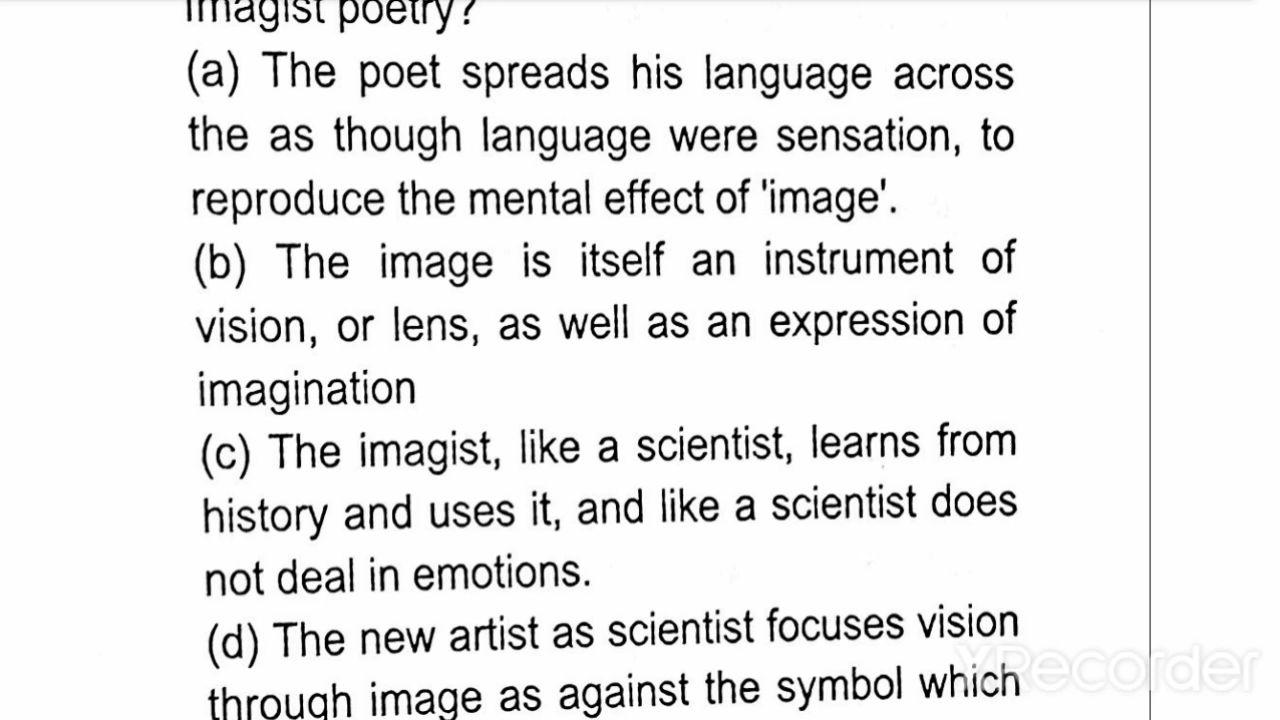 Imagist poetry?
(a) The poet spreads his language across
the as though language were sensation, to
reproduce the mental effect of 'image'.
(b) The image is itself an instrument of
vision, or lens, as well as an expression of
imagination
(c) The imagist, like a scientist, learns from
history and uses it, and like a scientist does
not deal in emotions.
(d) The new artist as scientist focuses vision
through image as against the symbol which
XRecorder